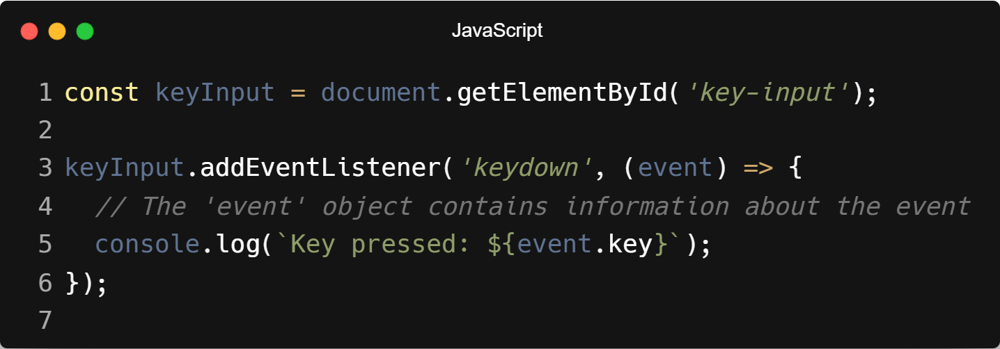 JavaScript
1 const keyInput = document.getElementById('key-input');
2
3 keyInput.addEventListener('keydown', (event) => {
4   // The 'event' object contains information about the event
5   console.log(`Key pressed: ${event.key}`);
6 });
7